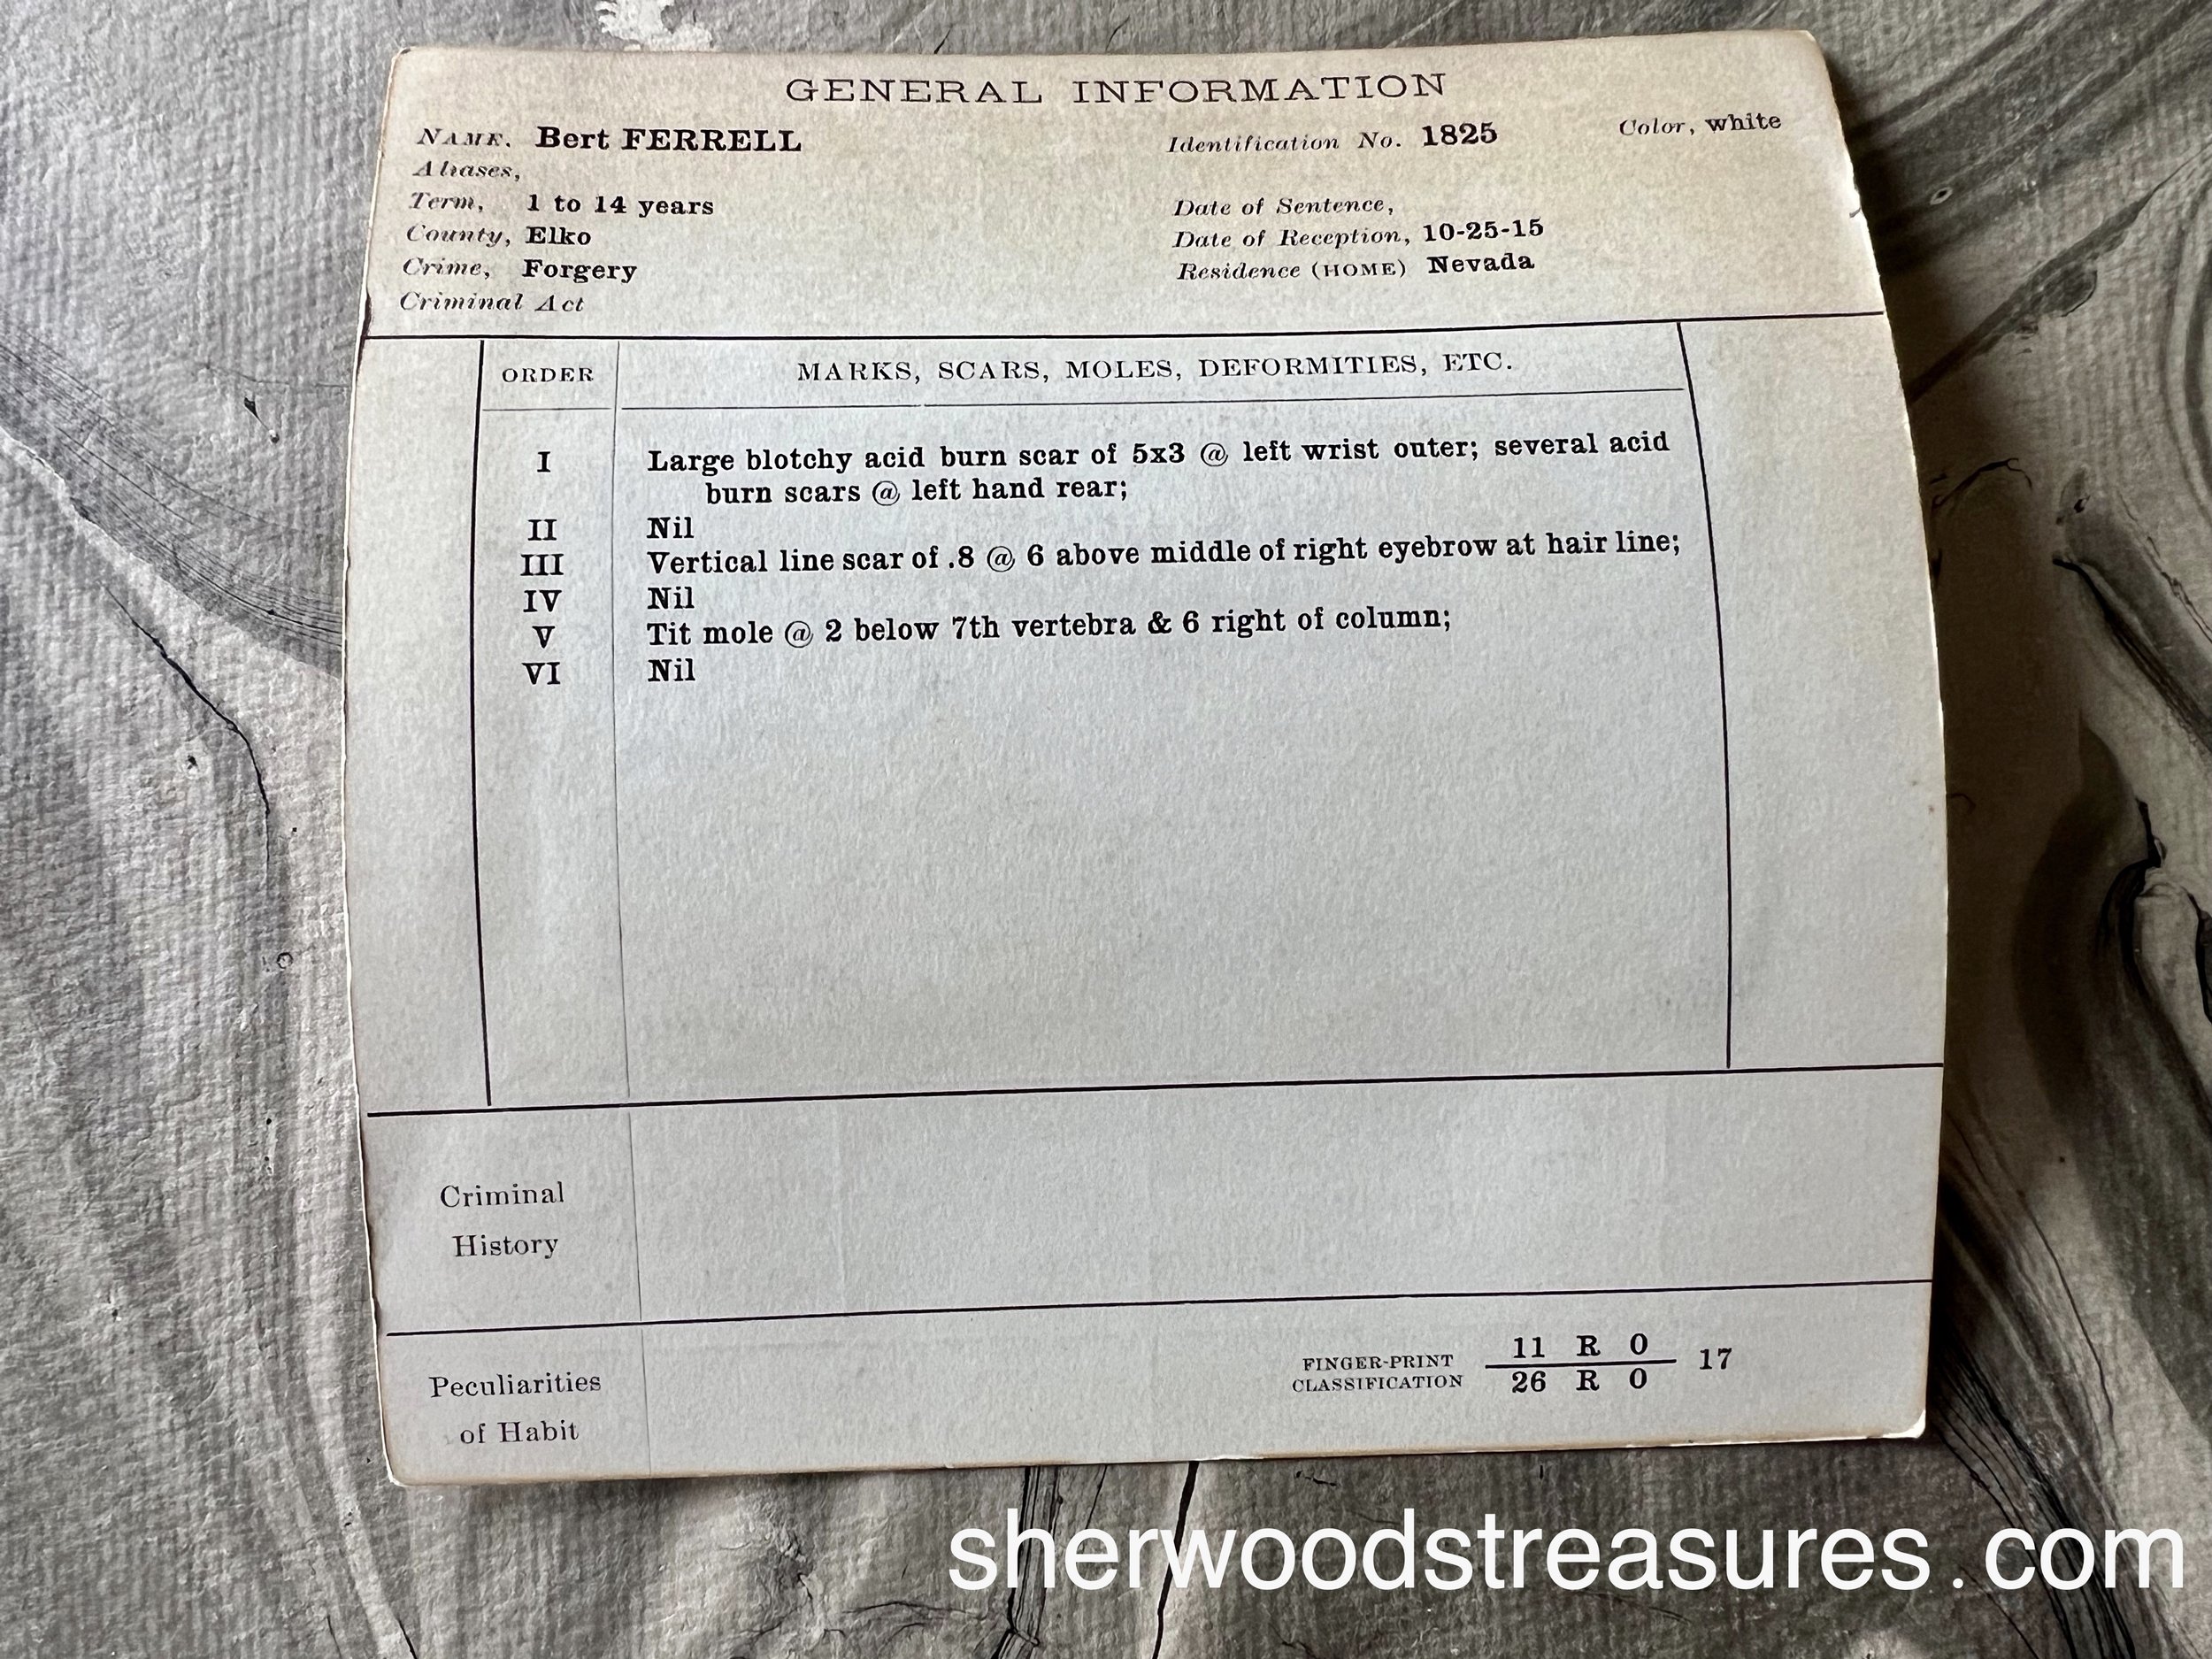 GENERAL INFORMATION
NAME. Bert FERRELL
Identification No. 1825
Color, white
Aliases,
Term, 1 to 14 years
Date of Sentence,
County, Elko
Date of Reception, 10-25-15
Crime, Forgery
Residence (HOME) Nevada
Criminal Act
ORDER MARKS, SCARS, MOLES, DEFORMITIES, ETC.
I Large blotchy acid burn scar of 5x3 @ left wrist outer; several acid
burn scars @ left hand rear;
II Nil
III Vertical line scar of .8 @ 6 above middle of right eyebrow at hair line;
IV Nil
V Tit mole @ 2 below 7th vertebra & 6 right of column;
VI Nil
Criminal
History
Peculiarities
of Habit
FINGER-PRINT
CLASSIFICATION
11 R O
26 R O
17
sherwoodstreasures.com